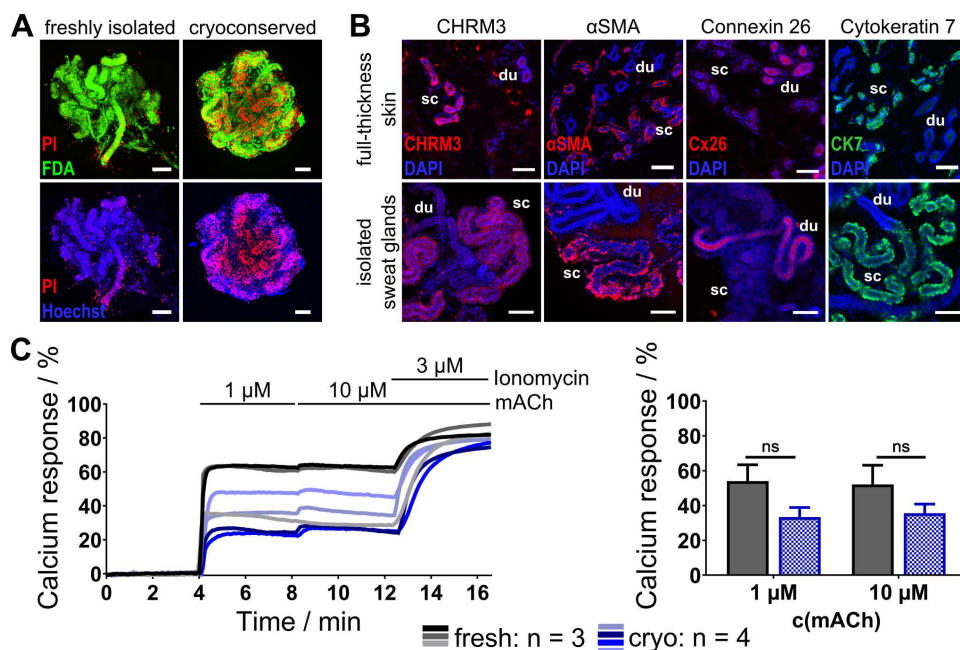 A
freshly isolated
cryoconserved
PI
FDA
PI
Hoechst
B
CHRM3
αSMA
Connexin 26
Cytokeratin 7
full-thickness
skin
du
sc
CHRM3
DAPI
du
sc
αSMA
DAPI
sc
du
Cx26
DAPI
sc
du
CK7
DAPI
isolated
sweat glands
du
sc
du
sc
du
sc
du
sc
C
3 µM
Ionomycin
1 µM
10 µM
mACh
Calcium response / %
100
80
60
40
20
0
0 2 4 6 8 10 12 14 16
Time / min
fresh: n = 3
cryo: n = 4
Calcium response / %
100
80
60
40
20
0
ns
ns
1 µM
10 µM
c(mACh)